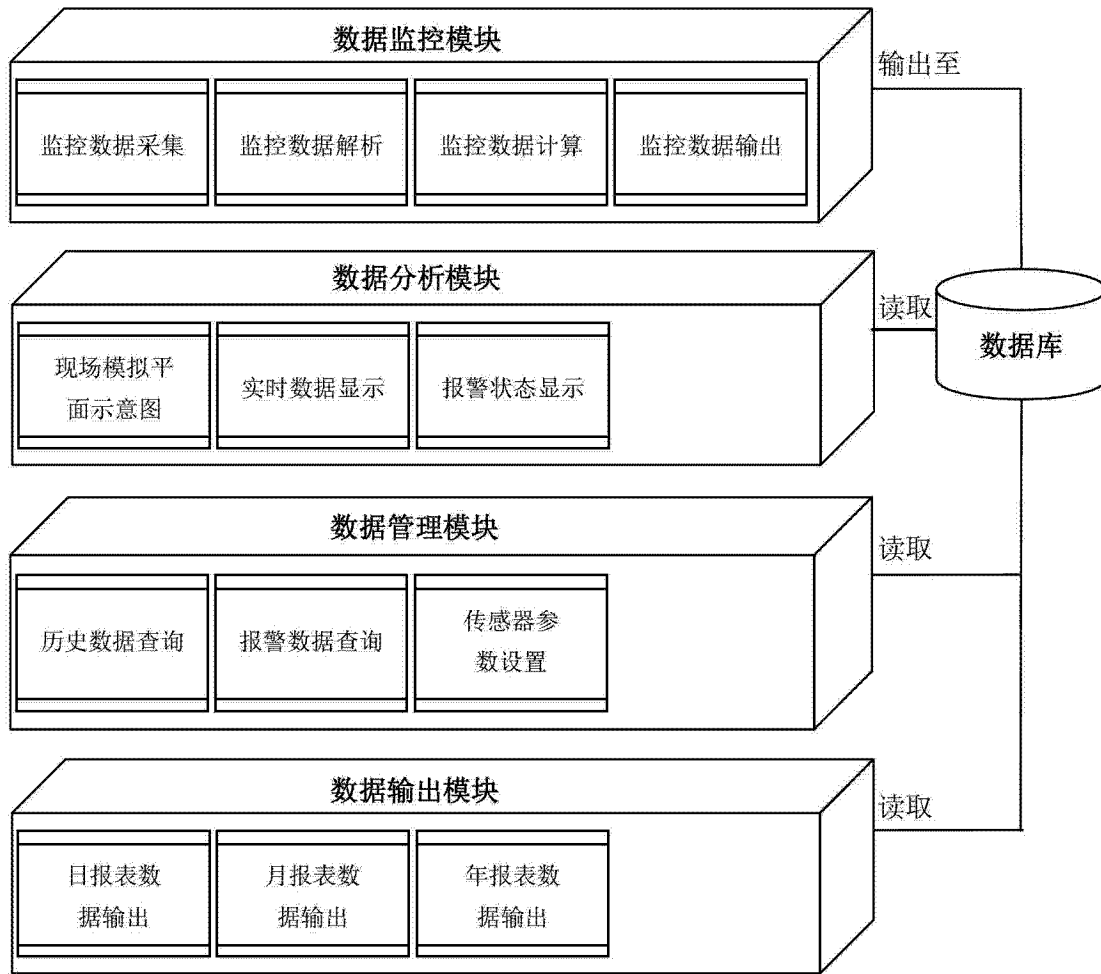 数据监控模块
输出至
监控数据采集
监控数据解析
监控数据计算
监控数据输出
数据分析模块
读取
数据库
现场模拟平
面示意图
实时数据显示
报警状态显示
数据管理模块
读取
历史数据查询
报警数据查询
传感器参
数设置
数据输出模块
读取
日报表数
据输出
月报表数
据输出
年报表数
据输出